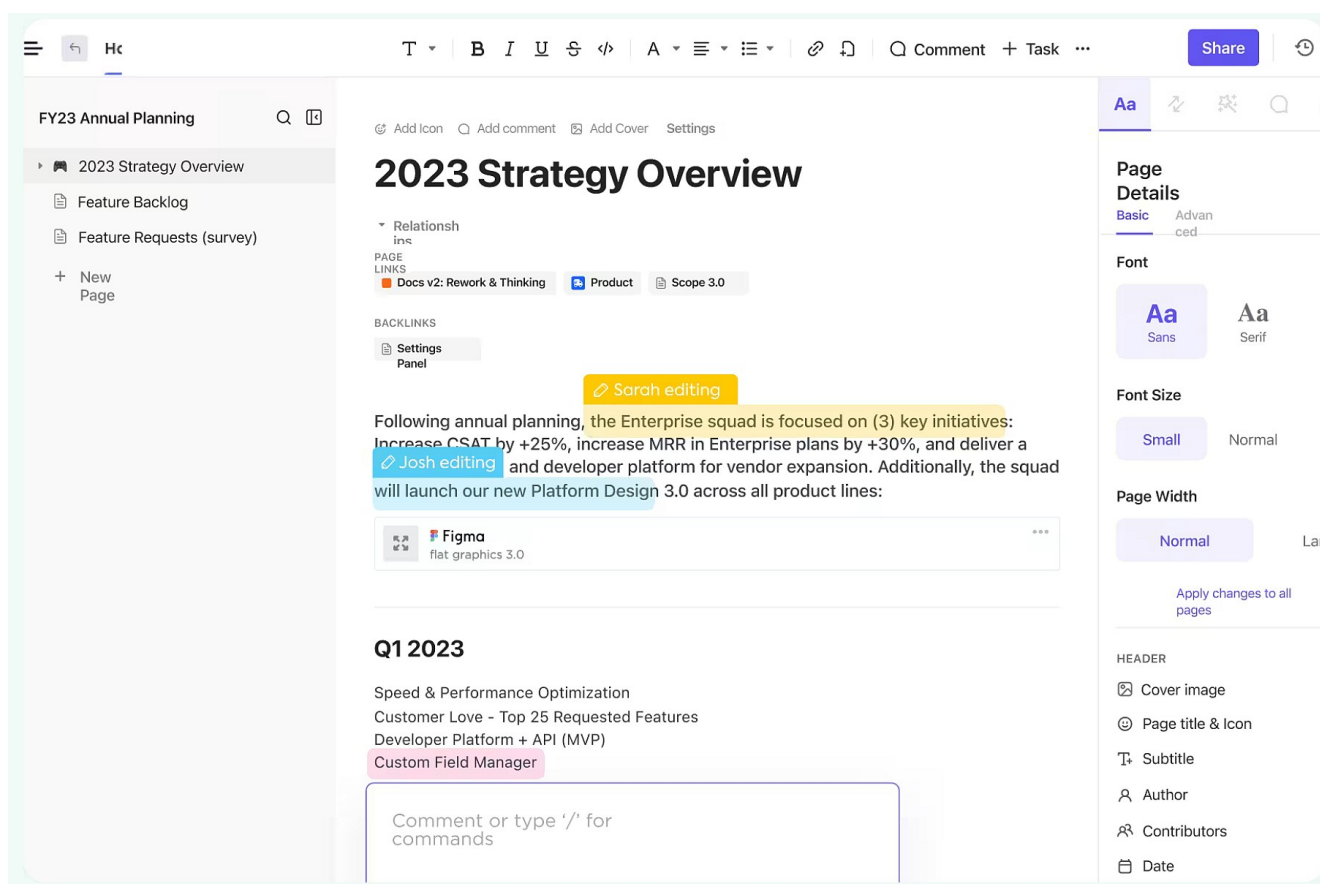 Hc
T
B I U S </>
A
Comment
Task
Share
FY23 Annual Planning
2023 Strategy Overview
Feature Backlog
Feature Requests (survey)
New
Page
Add Icon Add comment Add Cover Settings
2023 Strategy Overview
Relationsh
ips
PAGE
LINKS
Docs v2: Rework & Thinking Product Scope 3.0
BACKLINKS
Settings
Panel
Sarah editing
Following annual planning, the Enterprise squad is focused on (3) key initiatives:
Increase CSAT by +25%, increase MRR in Enterprise plans by +30%, and deliver a
Josh editing
and developer platform for vendor expansion. Additionally, the squad
will launch our new Platform Design 3.0 across all product lines:
Figma
flat graphics 3.0
Q1 2023
Speed & Performance Optimization
Customer Love - Top 25 Requested Features
Developer Platform + API (MVP)
Custom Field Manager
Comment or type ‘/’ for
commands
Aa
Page
Details
Basic Advan
ced
Font
Aa Aa
Sans Serif
Font Size
Small Normal
Page Width
Normal La
Apply changes to all
pages
HEADER
Cover image
Page title & Icon
Subtitle
Author
Contributors
Date